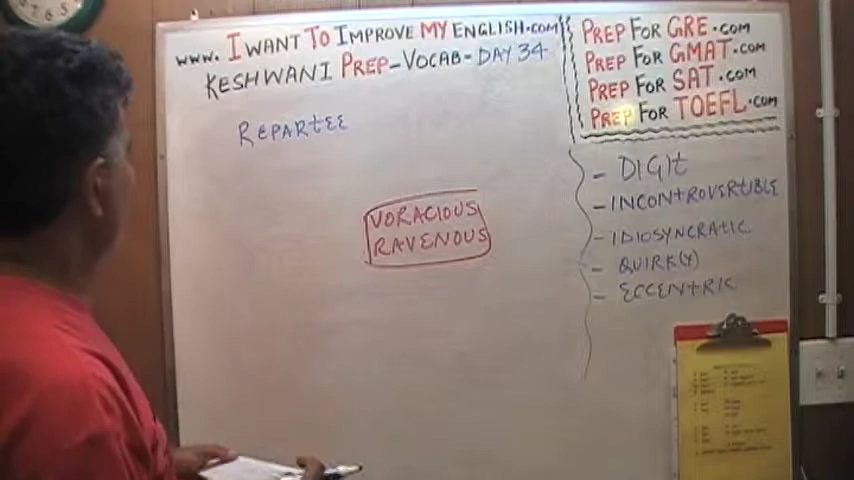 www. I WANT TO IMPROVE MY ENGLISH.com
KESHWANI PREP-VOCAB-DAY 34
PREP FOR GRE.com
PREP FOR GMAT.com
PREP FOR SAT.com
PREP FOR TOEFL.com
REPARTEE
VORACIOUS
RAVENOUS
- DIGIT
- INCONTROVERTIBLE
- IDIOSYNCRATIC
- QUIRK(Y)
- ECCENTRIC